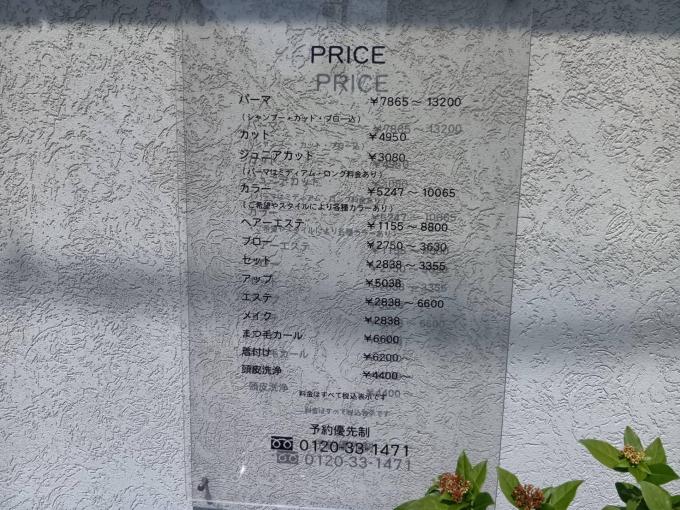 PRICE
パーマ ¥7865～13200
(シャンプー・カット・ブロー込)
カット ¥4950
ジュニアカット ¥3080
(パーマはミディアム・ロング料金あり)
カラー ¥5247～10065
(ご希望やスタイルにより各種カラーあり)
ヘアーエステ ¥1155～8800
ブロー ¥2750～3630
セット ¥2838～3355
アップ ¥5038
エステ ¥2838～6600
メイク ¥2838
まつ毛カール ¥6600
着付け ¥6200～
頭皮洗浄 ¥4400～
料金はすべて税込表示です
予約優先制
0120-33-1471